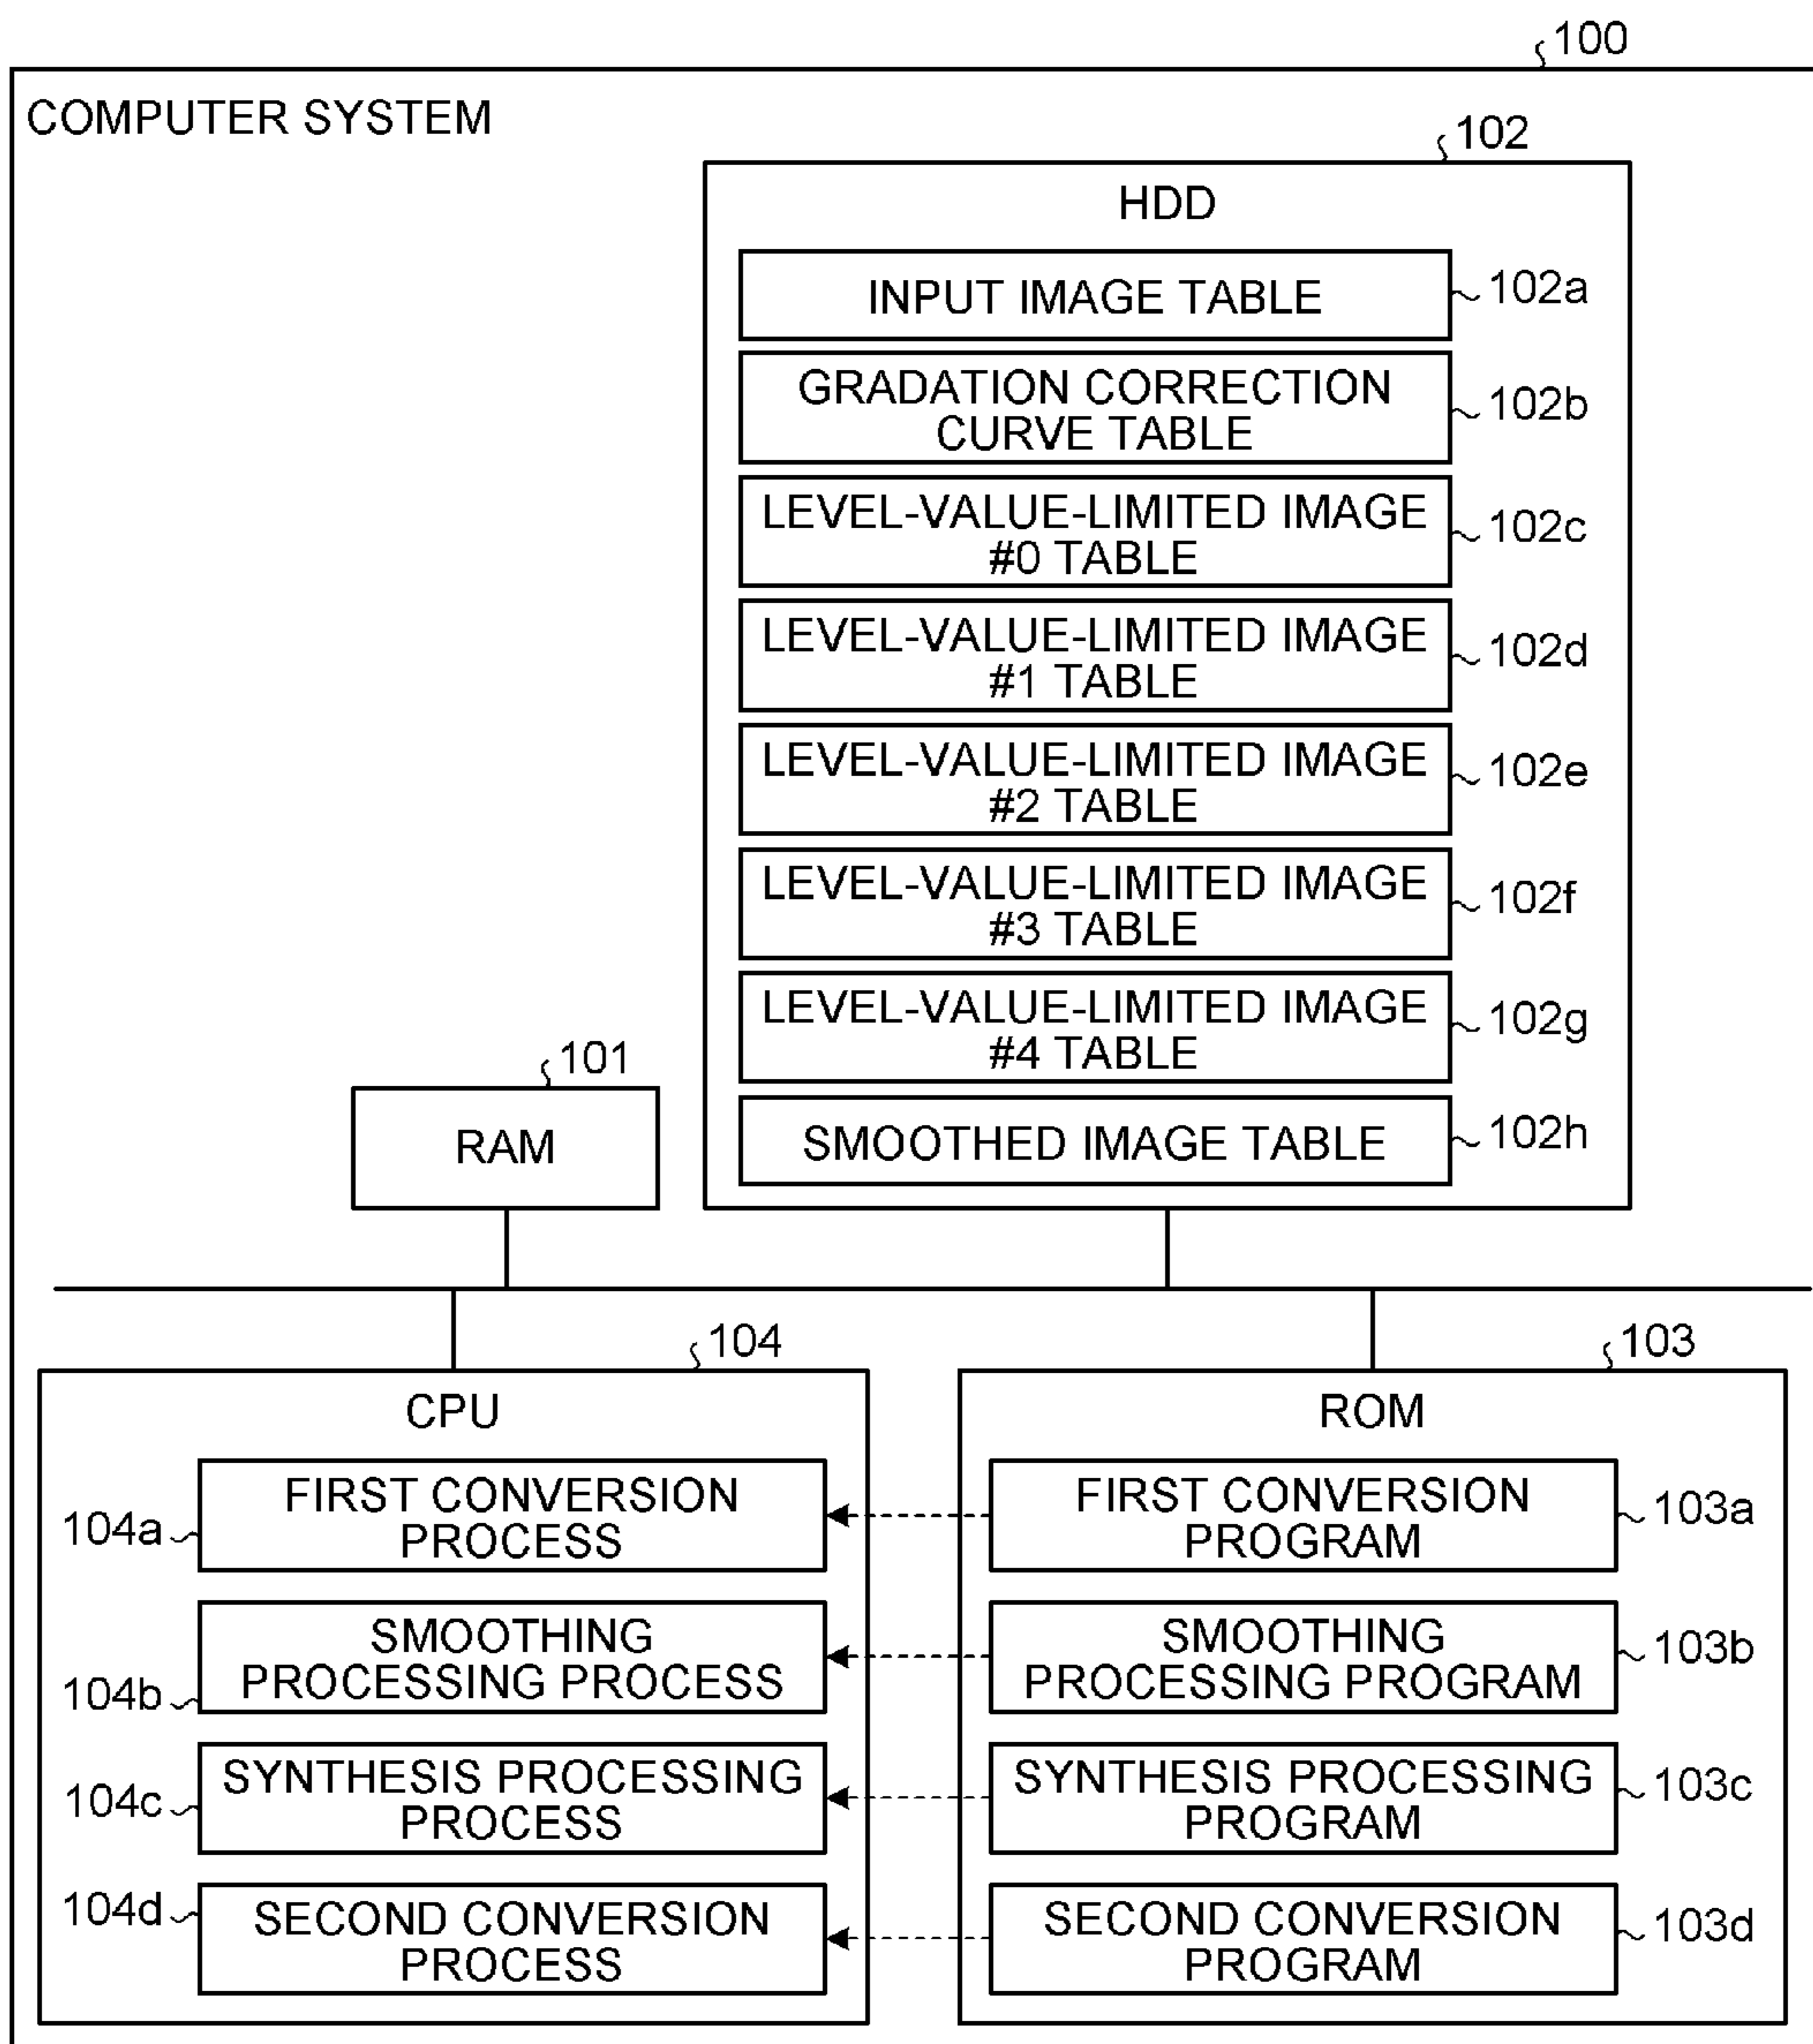 100
COMPUTER SYSTEM
102
HDD
INPUT IMAGE TABLE
102a
GRADATION CORRECTION
CURVE TABLE
102b
LEVEL-VALUE-LIMITED IMAGE
#0 TABLE
102c
LEVEL-VALUE-LIMITED IMAGE
#1 TABLE
102d
LEVEL-VALUE-LIMITED IMAGE
#2 TABLE
102e
LEVEL-VALUE-LIMITED IMAGE
#3 TABLE
102f
LEVEL-VALUE-LIMITED IMAGE
#4 TABLE
102g
SMOOTHED IMAGE TABLE
102h
101
RAM
104
CPU
104a
FIRST CONVERSION
PROCESS
104b
SMOOTHING
PROCESSING PROCESS
104c
SYNTHESIS PROCESSING
PROCESS
104d
SECOND CONVERSION
PROCESS
103
ROM
FIRST CONVERSION
PROGRAM
103a
SMOOTHING
PROCESSING PROGRAM
103b
SYNTHESIS PROCESSING
PROGRAM
103c
SECOND CONVERSION
PROGRAM
103d